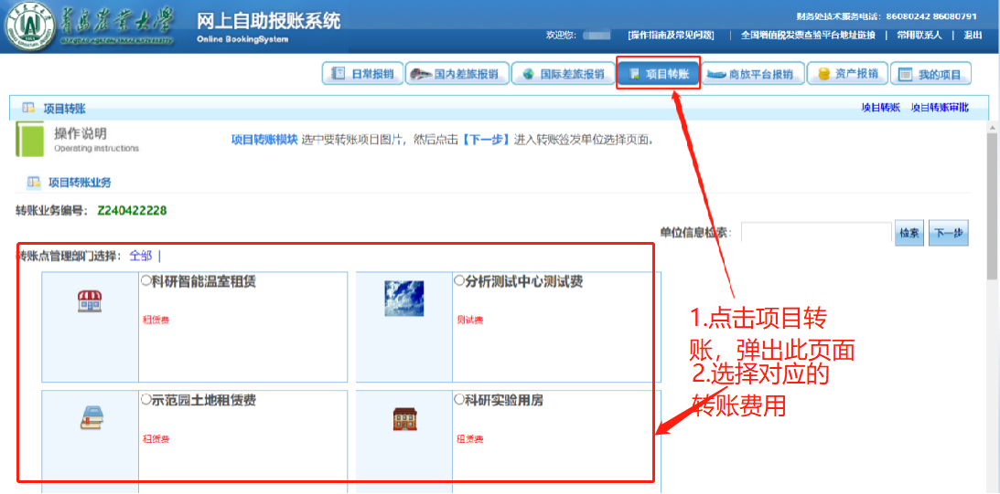 青岛农业大学
QINGDAO AGRICULTURAL UNIVERSITY
网上自助报账系统
Online BookingSystem
财务处技术服务电话：86080242 86080791
欢迎您:
[操作指南及常见问题] | 全国增值税发票查验平台地址链接 | 常用联系人 | 退出
日常报销 国内差旅报销 国际差旅报销 项目转账 商旅平台报销 资产报销 我的项目
项目转账
项目转账 项目转账审批
操作说明
Operating instructions
项目转账模块 选中要转账项目图片，然后点击【下一步】进入转账签发单位选择页面。
项目转账业务
转账业务编号： Z240422228
单位信息检索：
检索 下一步
转账点管理部门选择： 全部 |
科研智能温室租赁
租赁费
分析测试中心测试费
测试费
示范园土地租赁费
租赁费
科研实验用房
租赁费
1.点击项目转
账，弹出此页面
2.选择对应的
转账费用